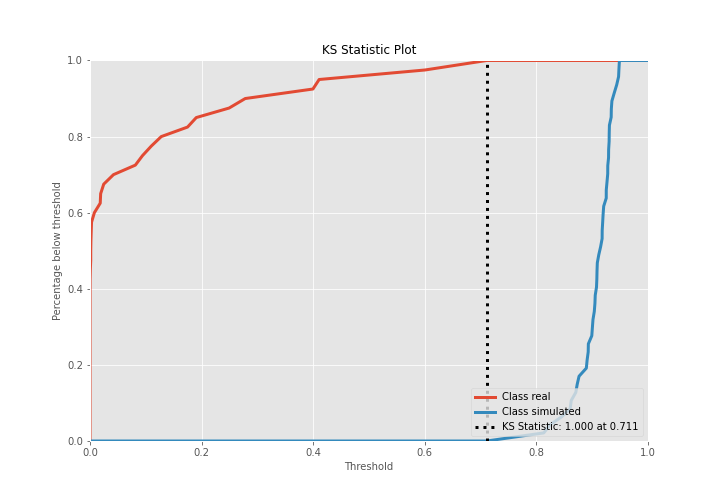 KS Statistic Plot
Percentage below threshold
1.0
0.8
0.6
0.4
0.2
0.0
0.0 0.2 0.4 0.6 0.8 1.0
Threshold
Class real
Class simulated
KS Statistic: 1.000 at 0.711